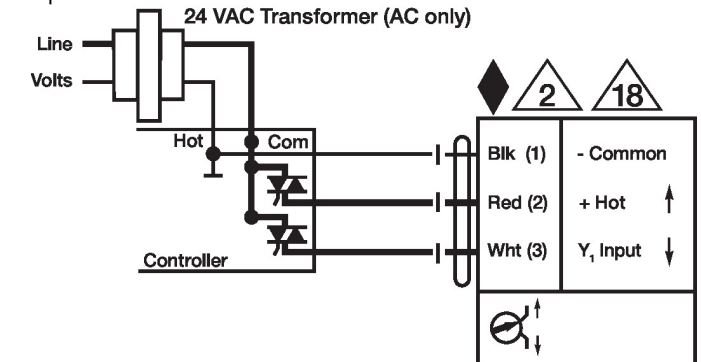 24 VAC Transformer (AC only)
Line
Volts
2 18
Hot Com
Blk (1) - Common
Red (2) + Hot
Wht (3) Y1 Input
Controller